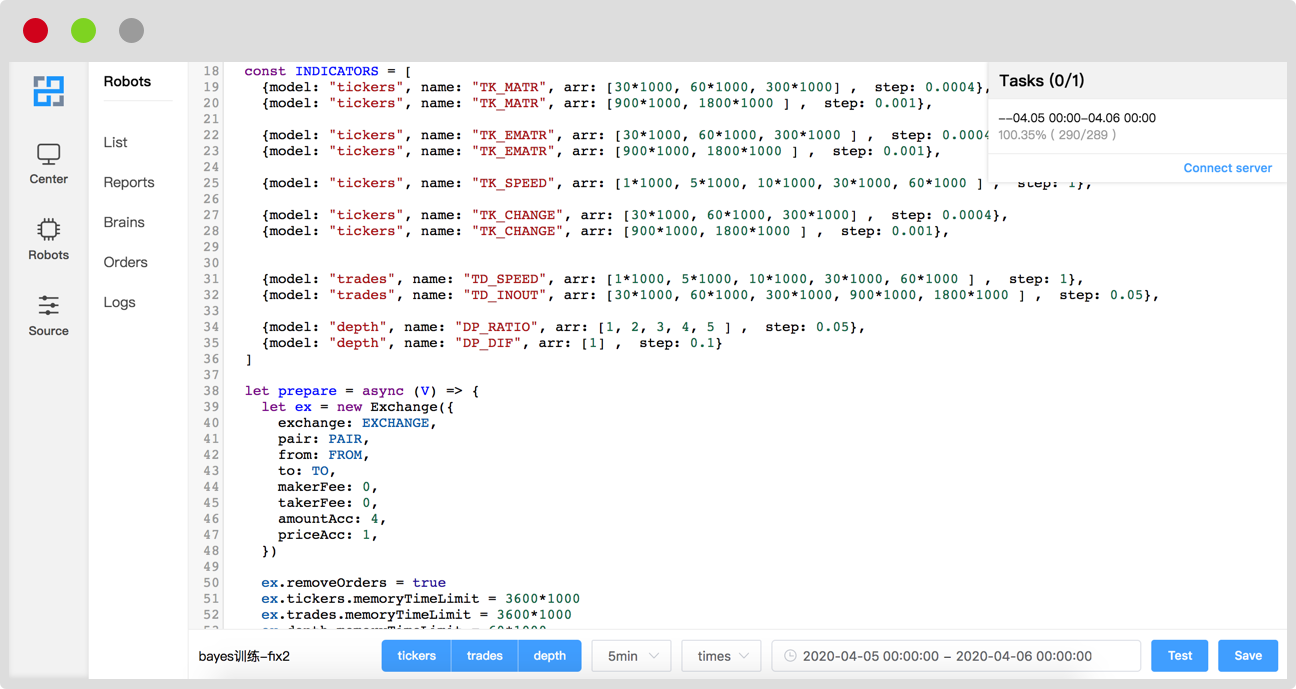 Center
Robots
Source
Robots
List
Reports
Brains
Orders
Logs
18 const INDICATORS = [
19 {model: "tickers", name: "TK_MATR", arr: [30*1000, 60*1000, 300*1000] , step: 0.0004},
20 {model: "tickers", name: "TK_MATR", arr: [900*1000, 1800*1000 ] , step: 0.001},
21
22 {model: "tickers", name: "TK_EMATR", arr: [30*1000, 60*1000, 300*1000 ] , step: 0.0004
23 {model: "tickers", name: "TK_EMATR", arr: [900*1000, 1800*1000 ] , step: 0.001},
24
25 {model: "tickers", name: "TK_SPEED", arr: [1*1000, 5*1000, 10*1000, 30*1000, 60*1000 ] , step: 1},
26
27 {model: "tickers", name: "TK_CHANGE", arr: [30*1000, 60*1000, 300*1000] , step: 0.0004},
28 {model: "tickers", name: "TK_CHANGE", arr: [900*1000, 1800*1000 ] , step: 0.001},
29
30
31 {model: "trades", name: "TD_SPEED", arr: [1*1000, 5*1000, 10*1000, 30*1000, 60*1000 ] , step: 1},
32 {model: "trades", name: "TD_INOUT", arr: [30*1000, 60*1000, 300*1000, 900*1000, 1800*1000 ] , step: 0.05},
33
34 {model: "depth", name: "DP_RATIO", arr: [1, 2, 3, 4, 5 ] , step: 0.05},
35 {model: "depth", name: "DP_DIF", arr: [1] , step: 0.1}
36 ]
37
38 let prepare = async (V) => {
39 let ex = new Exchange({
40 exchange: EXCHANGE,
41 pair: PAIR,
42 from: FROM,
43 to: TO,
44 makerFee: 0,
45 takerFee: 0,
46 amountAcc: 4,
47 priceAcc: 1,
48 })
49
50 ex.removeOrders = true
51 ex.tickers.memoryTimeLimit = 3600*1000
52 ex.trades.memoryTimeLimit = 3600*1000
Tasks (0/1)
--04.05 00:00-04.06 00:00
100.35% ( 290/289 )
Connect server
bayes训练-fix2
tickers trades depth
5min
times
2020-04-05 00:00:00 - 2020-04-06 00:00:00
Test
Save